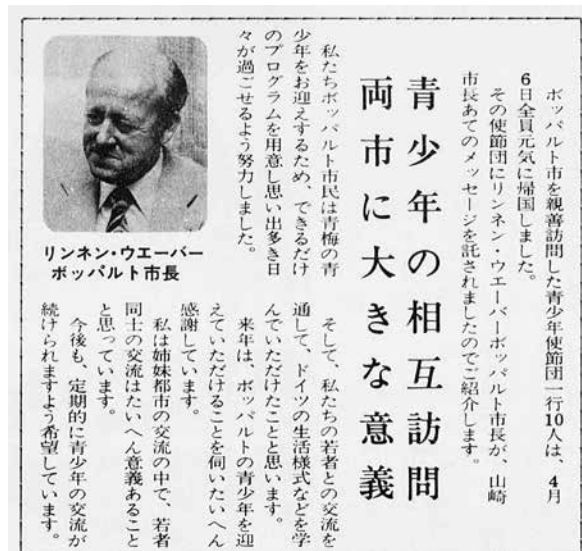 ボッパルト市を親善訪問した青少年使節団一行10人は、4月
6日全員元気に帰国しました。
その使節団にリンネン・ウエーバーボッパルト市長が、山崎
市長あてのメッセージを託されましたのでご紹介します。
青少年の相互訪問
両市に大きな意義
私たちボッパルト市民は青梅の青
少年をお迎えするため、できるだけ
のプログラムを用意し思い出多き日
々が過ごせるよう努力しました。
リンネン・ウエーバー
ボッパルト市長
そして、私たちの若者との交流を
通して、ドイツの生活様式などを学
んでいただけたことと思います。
来年は、ボッパルトの青少年を迎
えていただけることを伺いたいへん
感謝しています。
私は姉妹都市の交流の中で、若者
同士の交流はたいへん意義あること
と思っています。
今後も、定期的に青少年の交流が
続けられますよう希望しています。